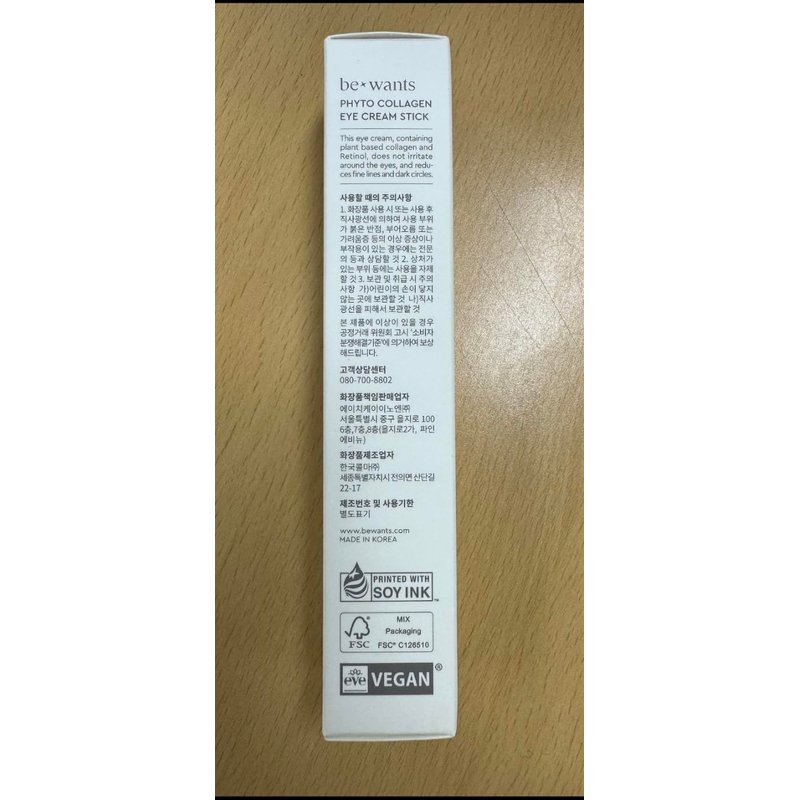 be wants
PHYTO COLLAGEN
EYE CREAM STICK
This eye cream, containing
plant based collagen and
Retinol, does not irritate
around the eyes, and redu-
ces fine lines and dark circles.
사용할 때의 주의사항
1. 화장품 사용 시 또는 사용 후
직사광선에 의하여 사용 부위
가 붉은 반점, 부어오름 또는
가려움증 등의 이상 증상이나
부작용이 있는 경우에는 전문
의 등과 상담할 것 2. 상처가
있는 부위 등에는 사용을 자제
할 것 3. 보관 및 취급 시 주의
사항 가)어린이의 손이 닿지
않는 곳에 보관할 것 나)직사
광선을 피해서 보관할 것
본 제품에 이상이 있을 경우
공정거래 위원회 고시 '소비자
분쟁해결기준'에 의거하여 보상
해드립니다.
고객상담센터
080-700-8802
화장품책임판매업자
에이치케이이노엔㈜
서울특별시 중구 을지로 100
6층,7층,8층(을지로2가, 파인
에비뉴)
화장품제조업자
한국콜마㈜
세종특별자치시 전의면 산단길
22-17
제조번호 및 사용기한
별도표기
www.bewants.com
MADE IN KOREA
PRINTED WITH
SOY INK™
MIX
Packaging
FSC FSC® C126510
eve VEGAN®